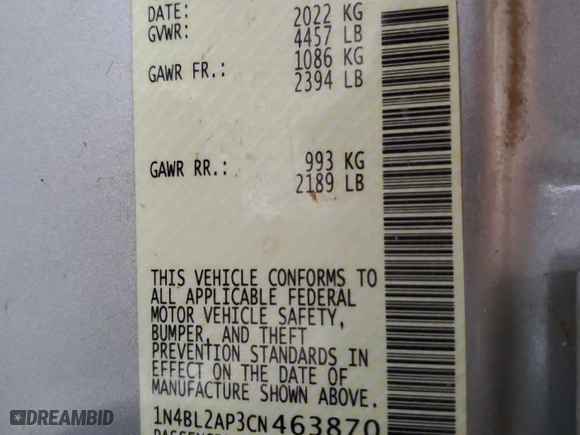 DATE: 2022 KG
GVWR: 4457 LB
GAWR FR.: 1086 KG
2394 LB
GAWR RR.: 993 KG
2189 LB
THIS VEHICLE CONFORMS TO
ALL APPLICABLE FEDERAL
MOTOR VEHICLE SAFETY,
BUMPER, AND THEFT
PREVENTION STANDARDS IN
EFFECT ON THE DATE OF
MANUFACTURE SHOWN ABOVE.
1N4BL2AP3CN463870
DREAMBID